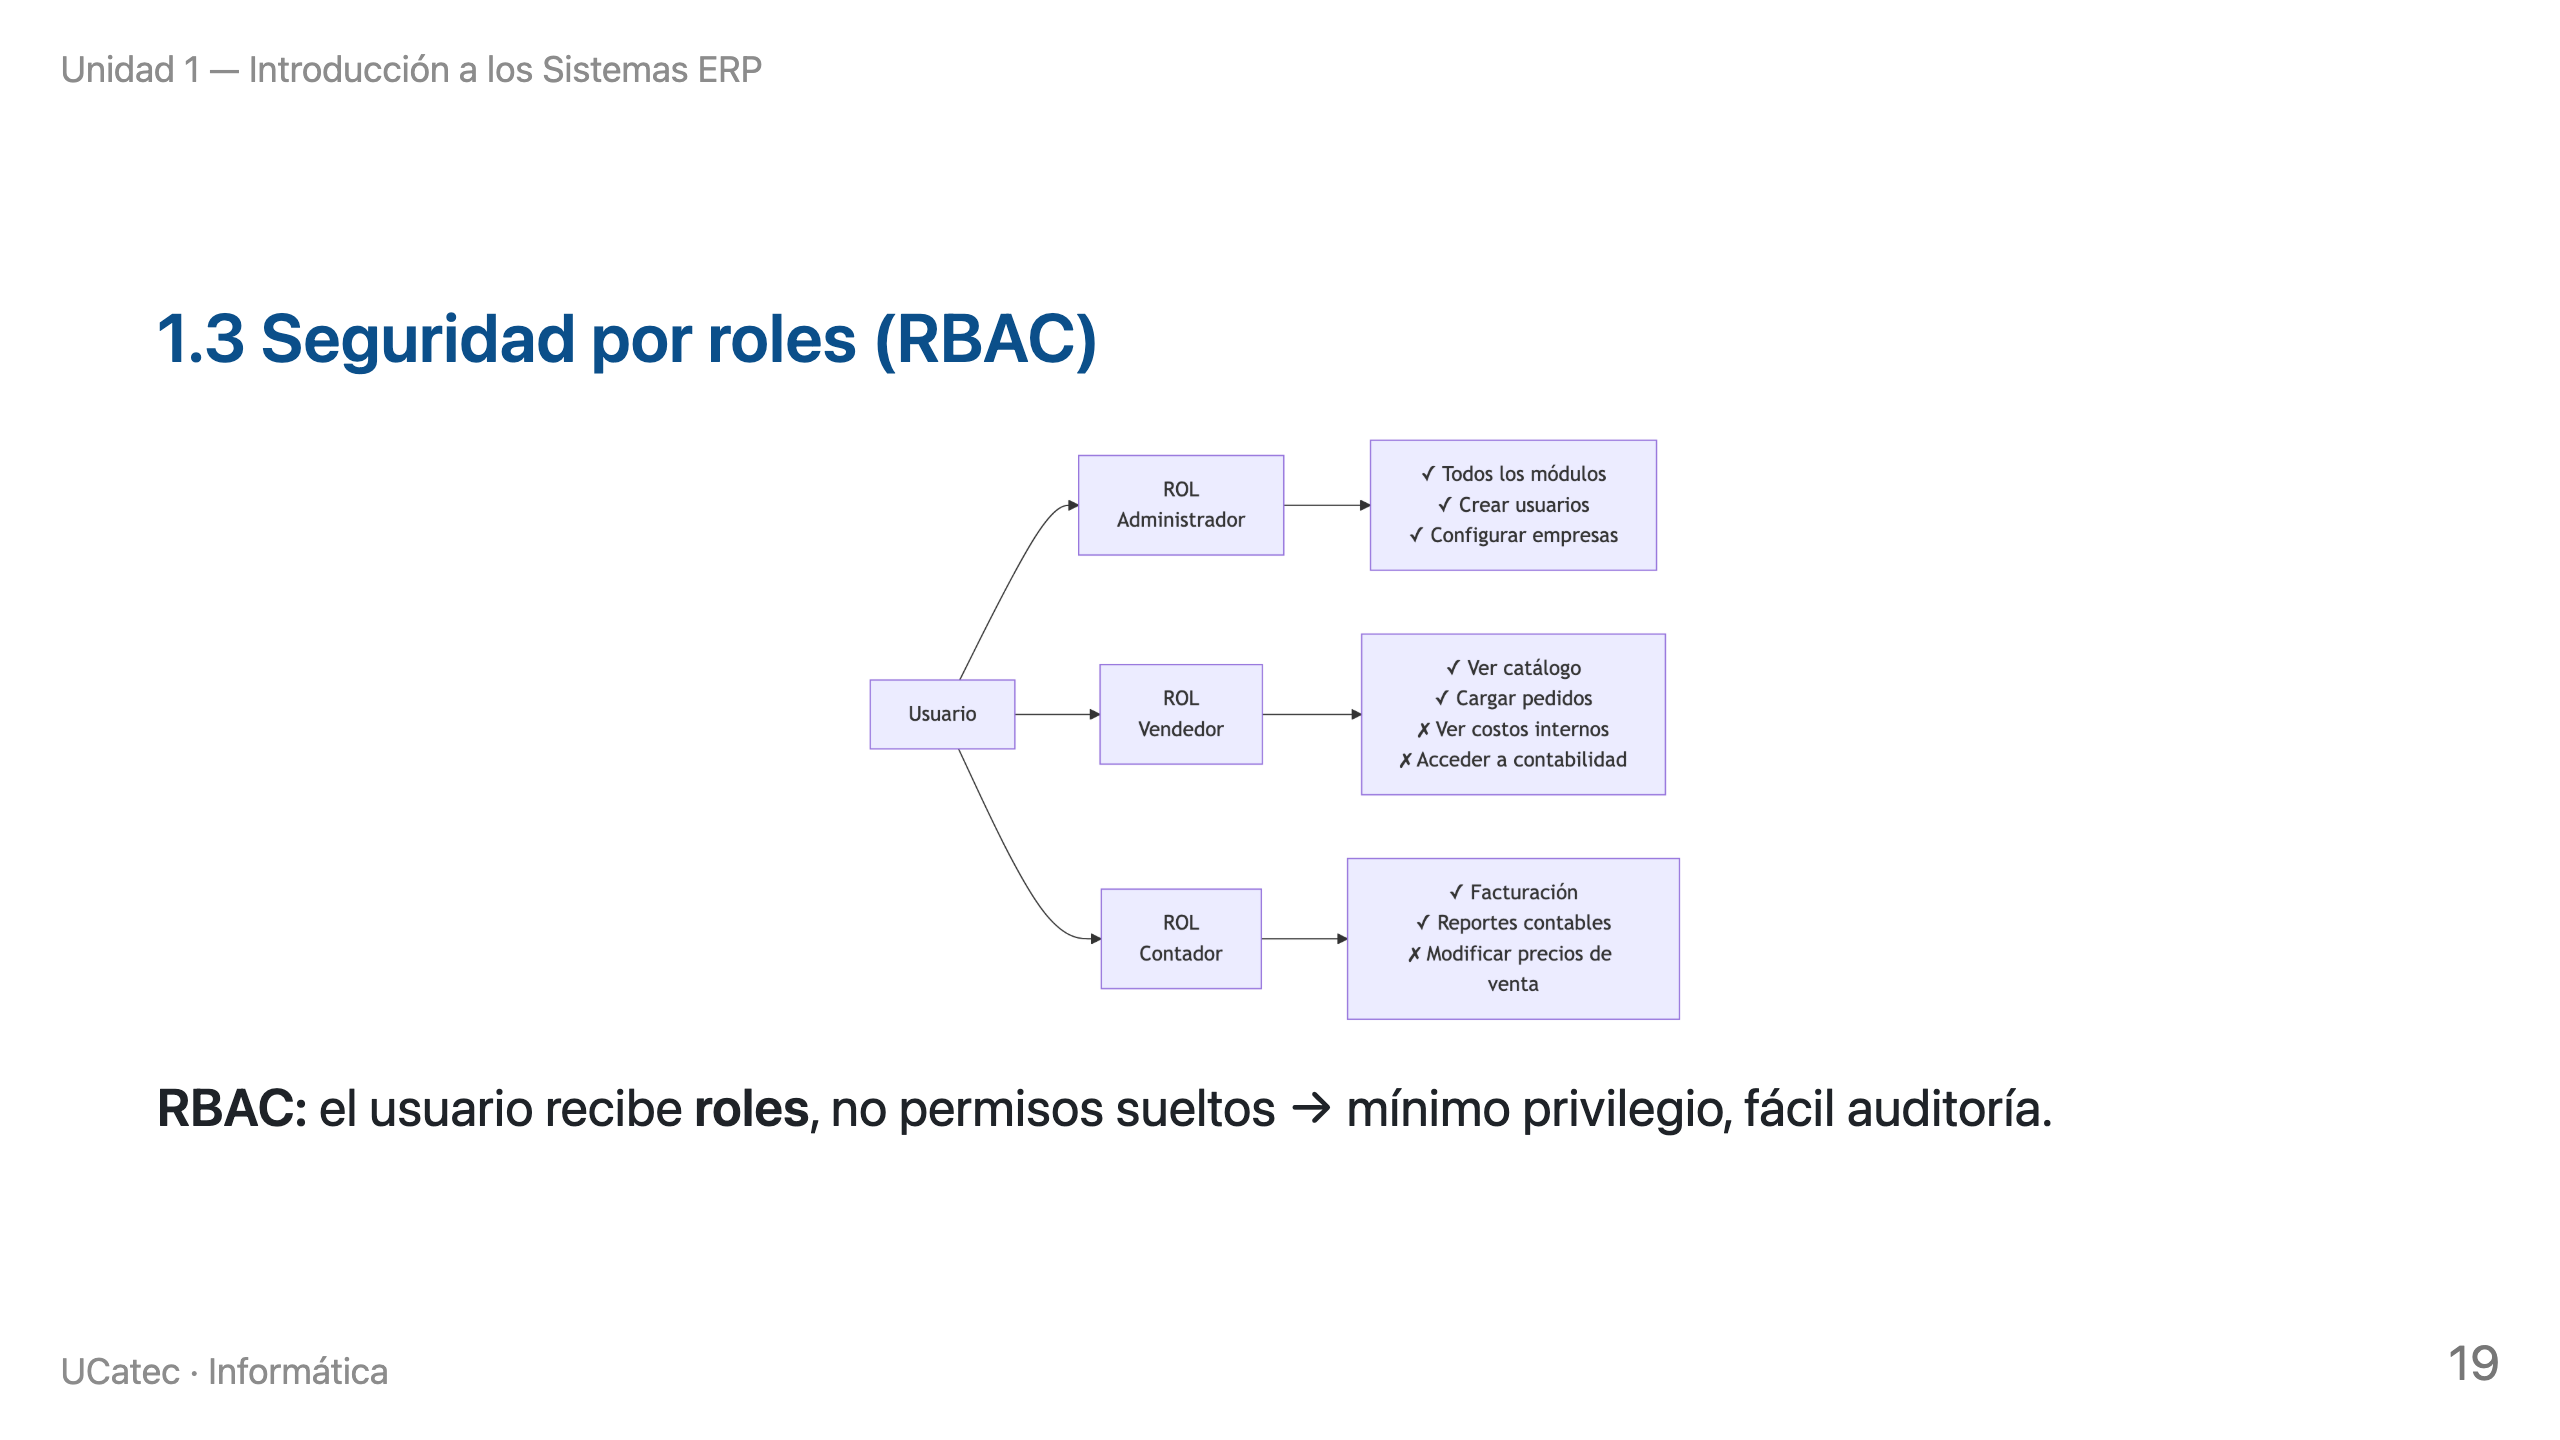 Unidad 1 — Introducción a los Sistemas ERP
1.3 Seguridad por roles (RBAC)
Usuario
ROL
Administrador
✓ Todos los módulos
✓ Crear usuarios
✓ Configurar empresas
ROL
Vendedor
✓ Ver catálogo
✓ Cargar pedidos
✗ Ver costos internos
✗ Acceder a contabilidad
ROL
Contador
✓ Facturación
✓ Reportes contables
✗ Modificar precios de
venta
RBAC: el usuario recibe roles, no permisos sueltos → mínimo privilegio, fácil auditoría.
UCatec · Informática
19